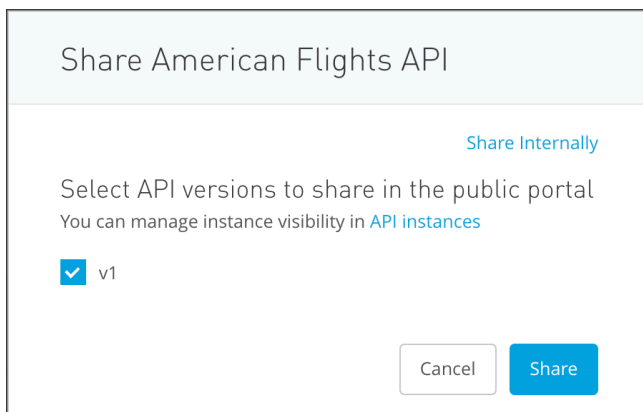 Share American Flights API
Share Internally
Select API versions to share in the public portal
You can manage instance visibility in API instances
v1
Cancel
Share